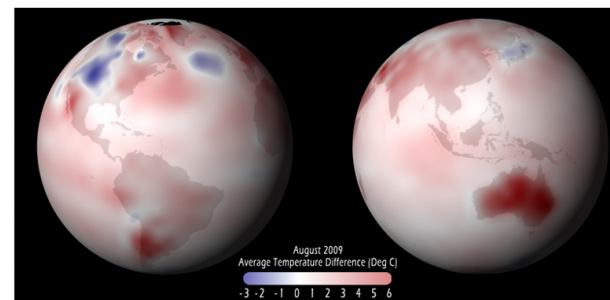 August 2009
Average Temperature Difference (Deg C)
-3 -2 -1 0 1 2 3 4 5 6